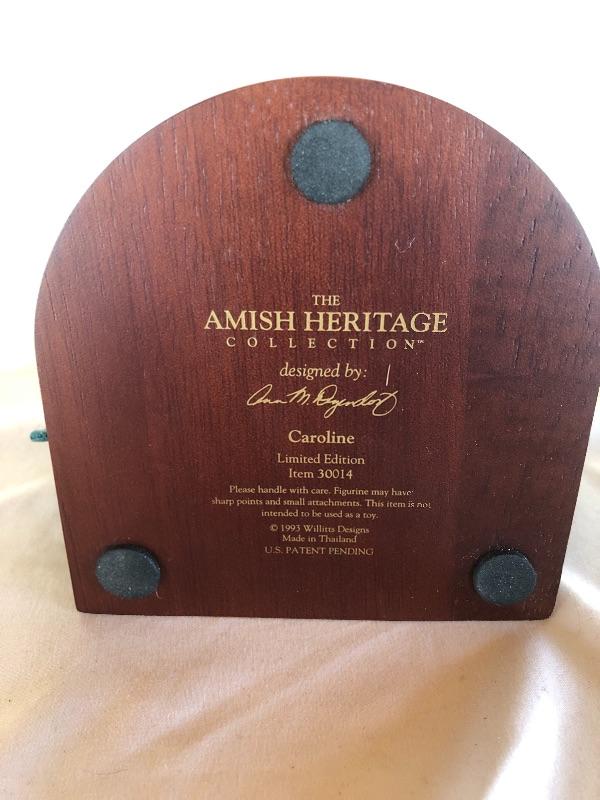 THE
AMISH HERITAGE
COLLECTION™
designed by:
Ann M. Dezendorf
Caroline
Limited Edition
Item 30014
Please handle with care. Figurine may have
sharp points and small attachments. This item is not
intended to be used as a toy.
© 1993 Willitts Designs
Made in Thailand
U.S. PATENT PENDING